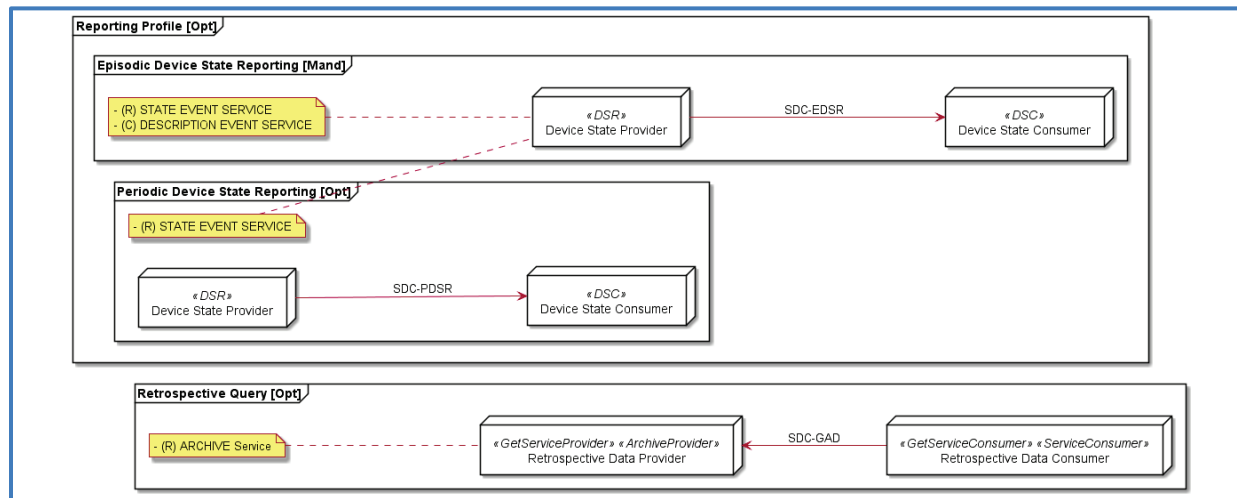 Reporting Profile [Opt]
Episodic Device State Reporting [Mand]
- (R) STATE EVENT SERVICE
- (C) DESCRIPTION EVENT SERVICE
«DSR»
Device State Provider
SDC-EDSR
«DSC»
Device State Consumer
Periodic Device State Reporting [Opt]
- (R) STATE EVENT SERVICE
«DSR»
Device State Provider
SDC-PDSR
«DSC»
Device State Consumer
Retrospective Query [Opt]
- (R) ARCHIVE Service
«GetServiceProvider» «ArchiveProvider»
Retrospective Data Provider
SDC-GAD
«GetServiceConsumer» «ServiceConsumer»
Retrospective Data Consumer